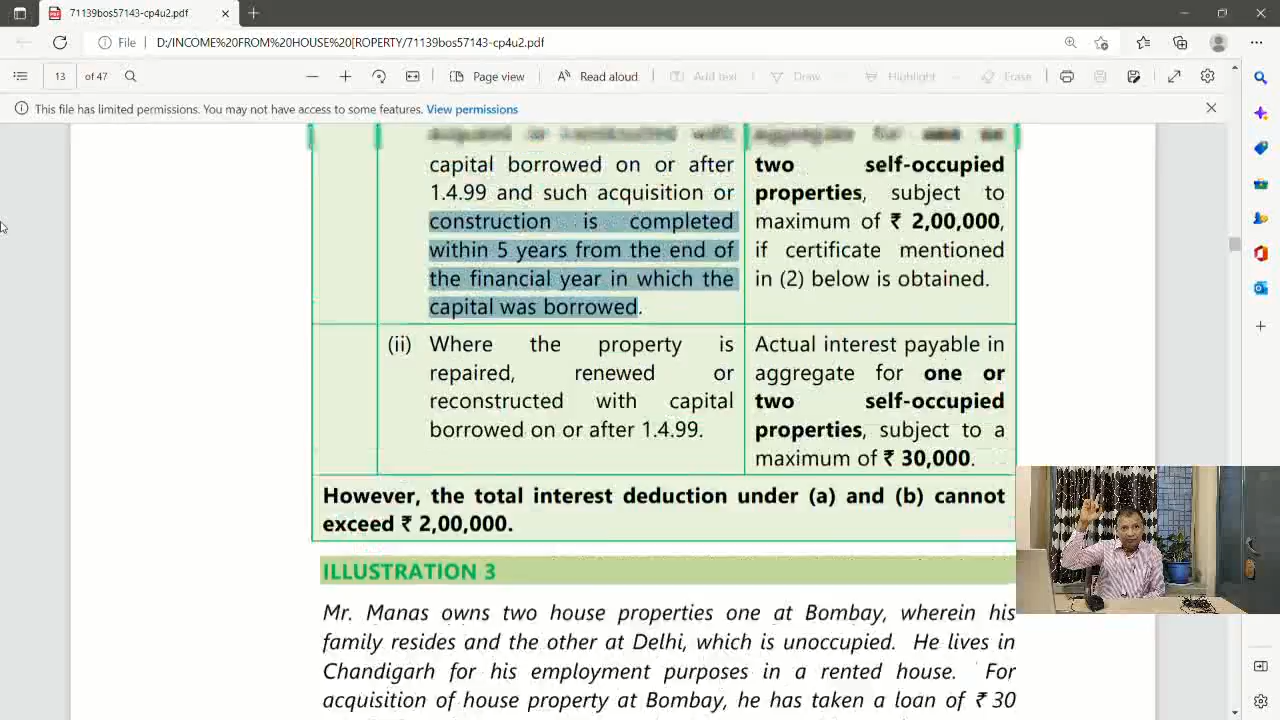 71139bos57143-cp4u2.pdf
File D:/INCOME%20FROM%20HOUSE%20[ROPERTY/71139bos57143-cp4u2.pdf
13 of 47 Page view Read aloud Add text Draw Highlight Erase
This file has limited permissions. You may not have access to some features. View permissions
capital borrowed on or after
1.4.99 and such acquisition or
construction is completed
within 5 years from the end of
the financial year in which the
capital was borrowed.
two self-occupied
properties, subject to
maximum of ₹ 2,00,000,
if certificate mentioned
in (2) below is obtained.
(ii) Where the property is
repaired, renewed or
reconstructed with capital
borrowed on or after 1.4.99.
Actual interest payable in
aggregate for one or
two self-occupied
properties, subject to a
maximum of ₹ 30,000.
However, the total interest deduction under (a) and (b) cannot
exceed ₹ 2,00,000.
ILLUSTRATION 3
Mr. Manas owns two house properties one at Bombay, wherein his
family resides and the other at Delhi, which is unoccupied. He lives in
Chandigarh for his employment purposes in a rented house. For
acquisition of house property at Bombay, he has taken a loan of ₹ 30